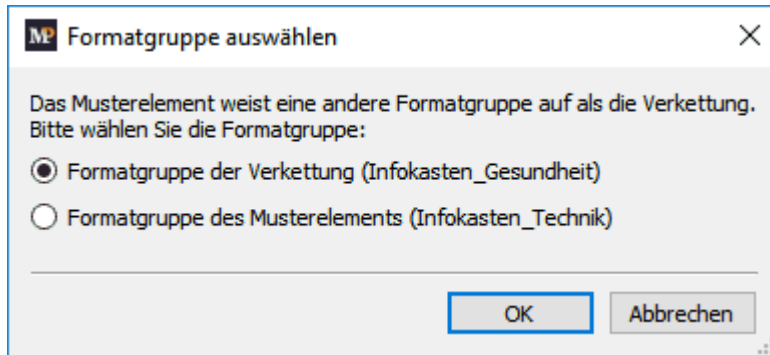 MP Formatgruppe auswählen
Das Musterelement weist eine andere Formatgruppe auf als die Verkettung.
Bitte wählen Sie die Formatgruppe:
Formatgruppe der Verkettung (Infokasten_Gesundheit)
Formatgruppe des Musterelements (Infokasten_Technik)
OK Abbrechen